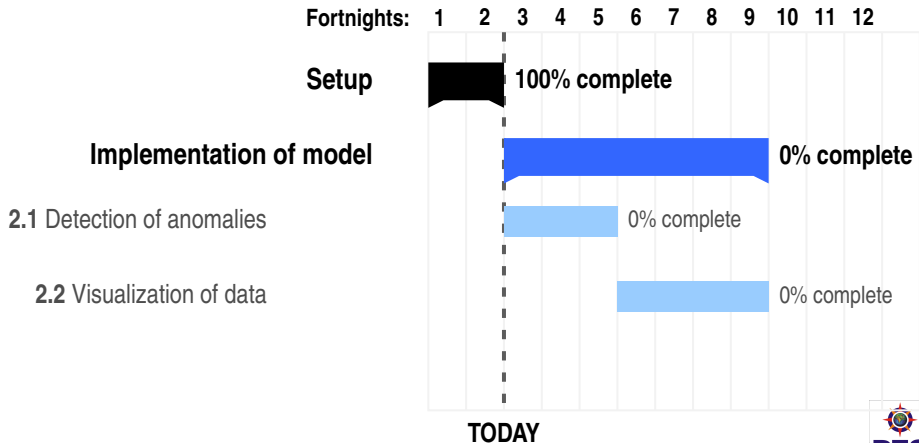 Fortnights: 1 2 3 4 5 6 7 8 9 10 11 12
Setup 100% complete
Implementation of model 0% complete
2.1 Detection of anomalies 0% complete
2.2 Visualization of data 0% complete
TODAY